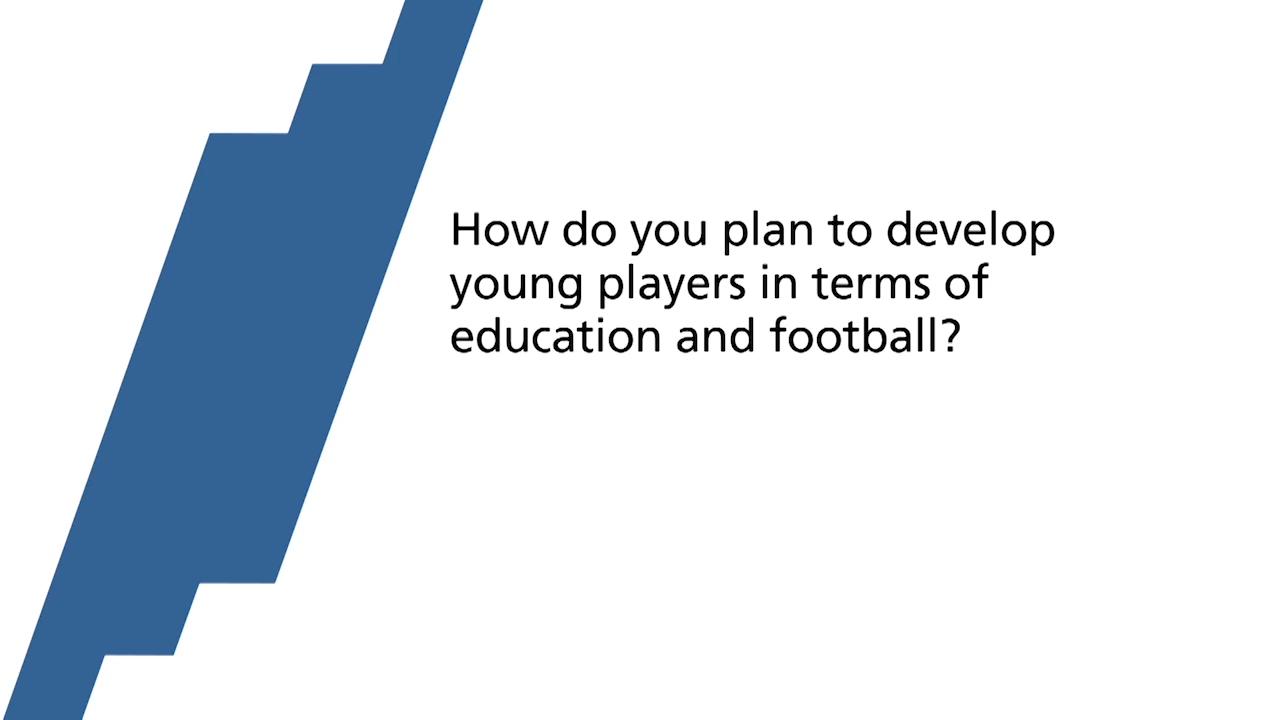 How do you plan to develop
young players in terms of
education and football?